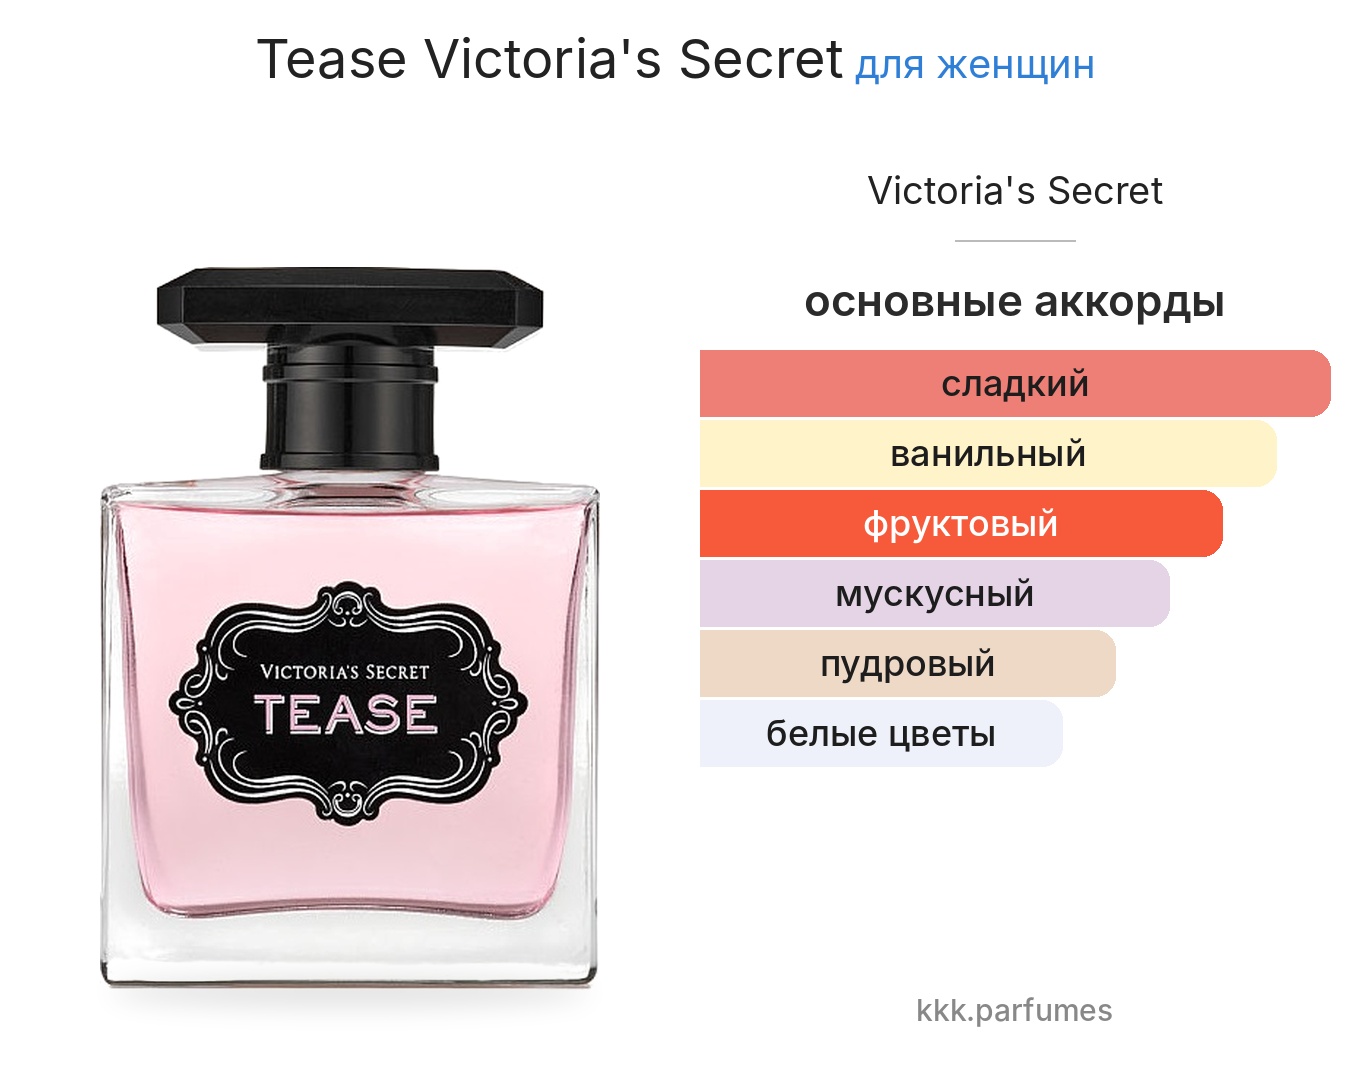 Tease Victoria's Secret для женщин
Victoria's Secret
основные аккорды
сладкий
ванильный
фруктовый
мускусный
пудровый
белые цветы
VICTORIA'S SECRET
TEASE
kkk.parfumes